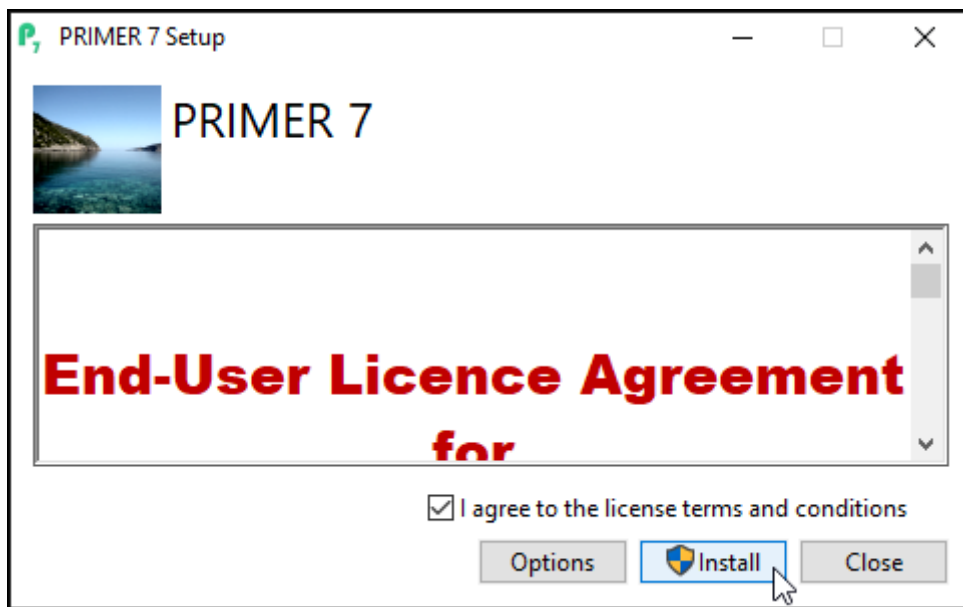 P7 PRIMER 7 Setup
PRIMER 7
End-User Licence Agreement
for
I agree to the license terms and conditions
Options Install Close